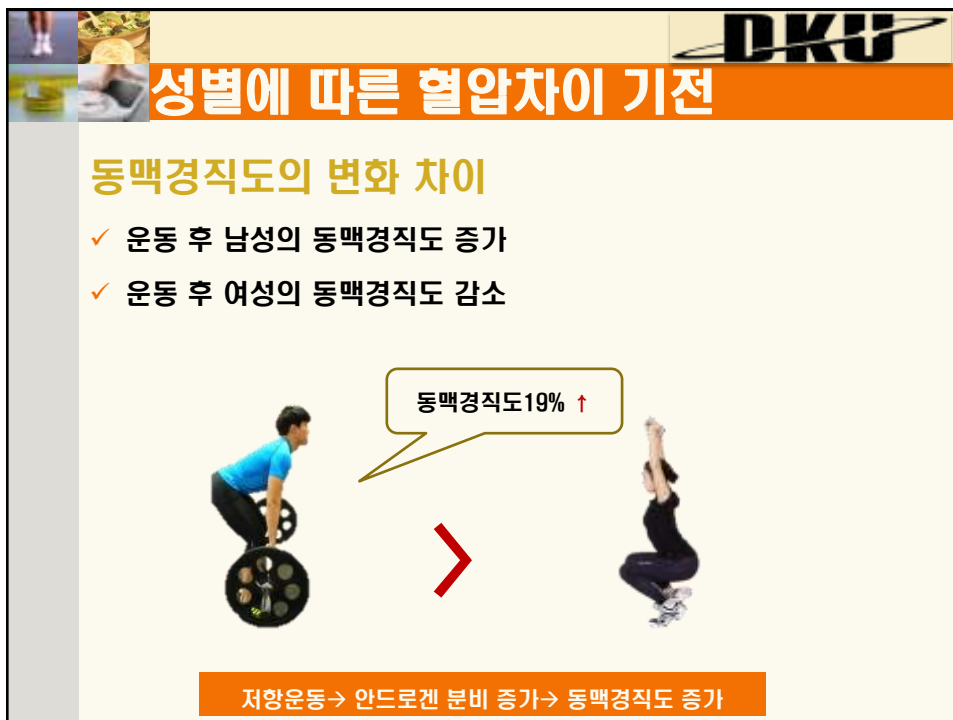 DKU
성별에 따른 혈압차이 기전
동맥경직도의 변화 차이
✓ 운동 후 남성의 동맥경직도 증가
✓ 운동 후 여성의 동맥경직도 감소
동맥경직도19% ↑
저항운동→ 안드로겐 분비 증가→ 동맥경직도 증가